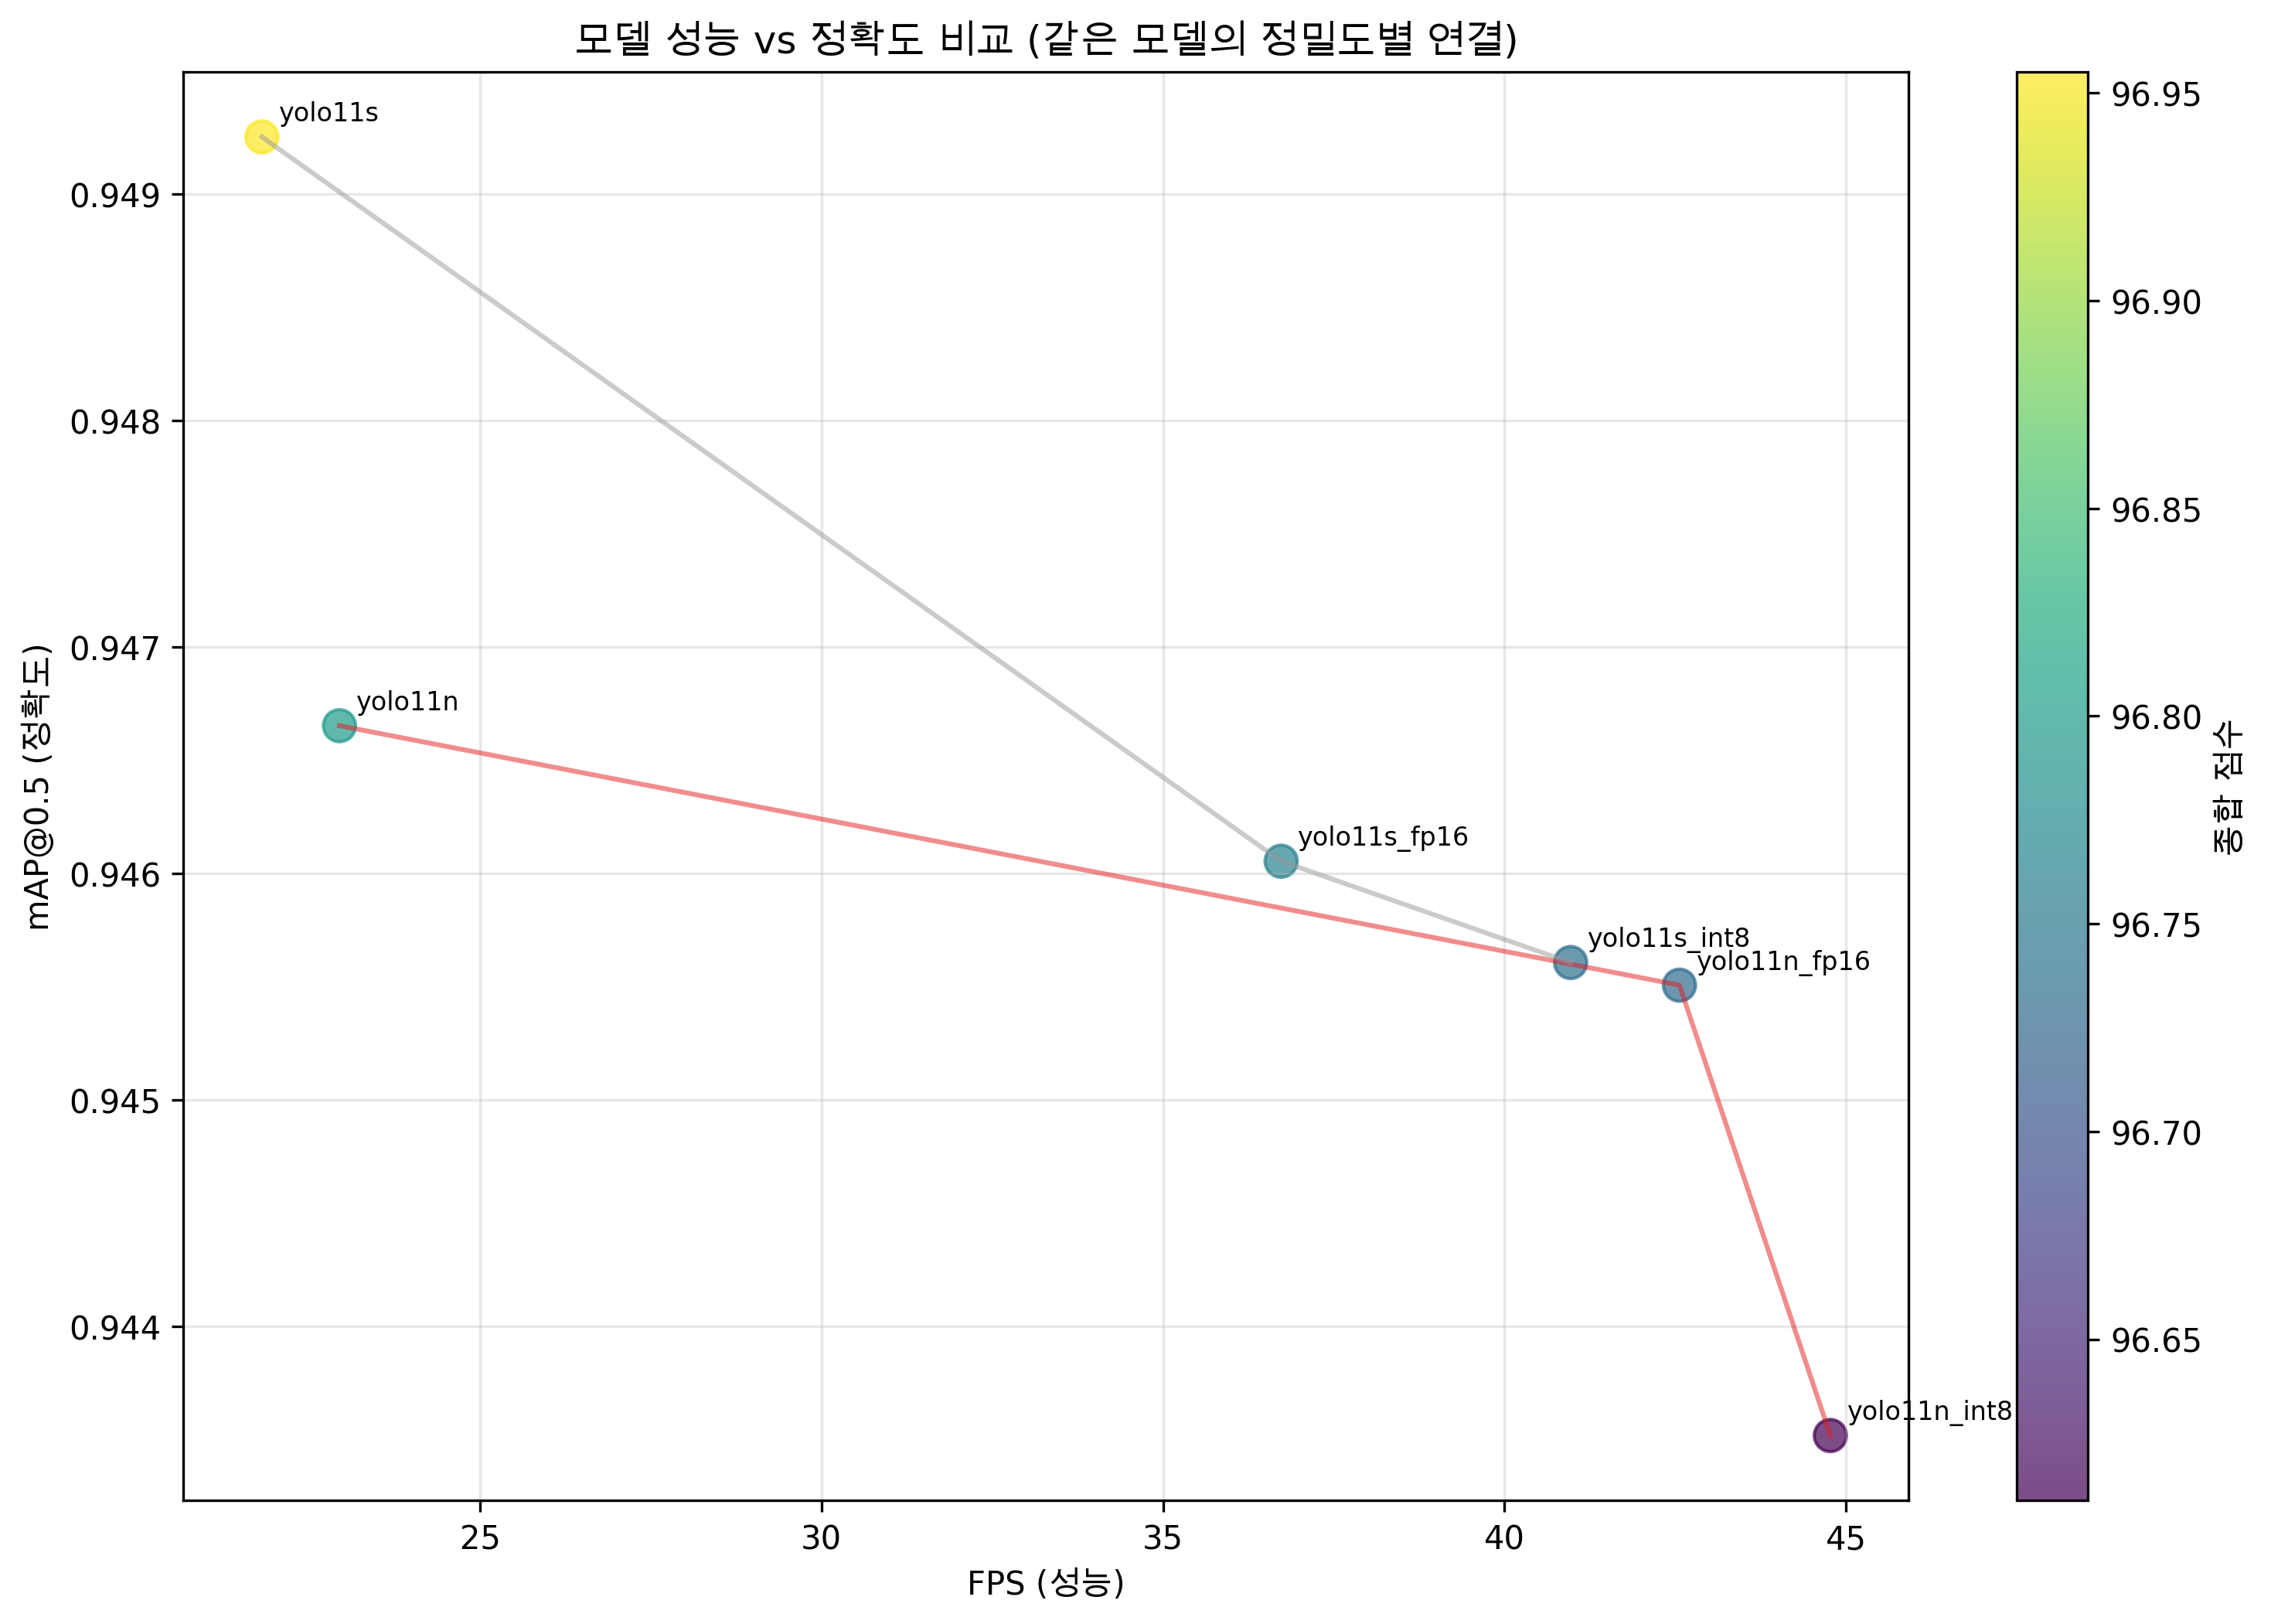 모델 성능 vs 정확도 비교 (같은 모델의 정밀도별 연결)
yolo11s
yolo11n
yolo11s_fp16
yolo11s_int8
yolo11n_fp16
yolo11n_int8
0.949
0.948
0.947
0.946
0.945
0.944
mAP@0.5 (정확도)
25
30
35
40
45
FPS (성능)
96.95
96.90
96.85
96.80
96.75
96.70
96.65
종합 점수